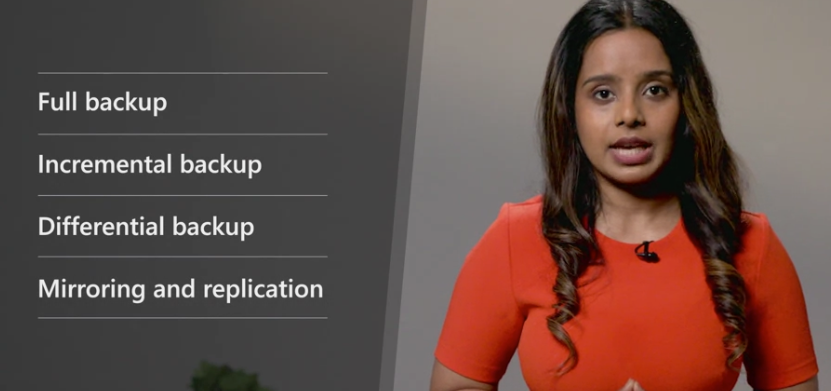 Full backup
Incremental backup
Differential backup
Mirroring and replication